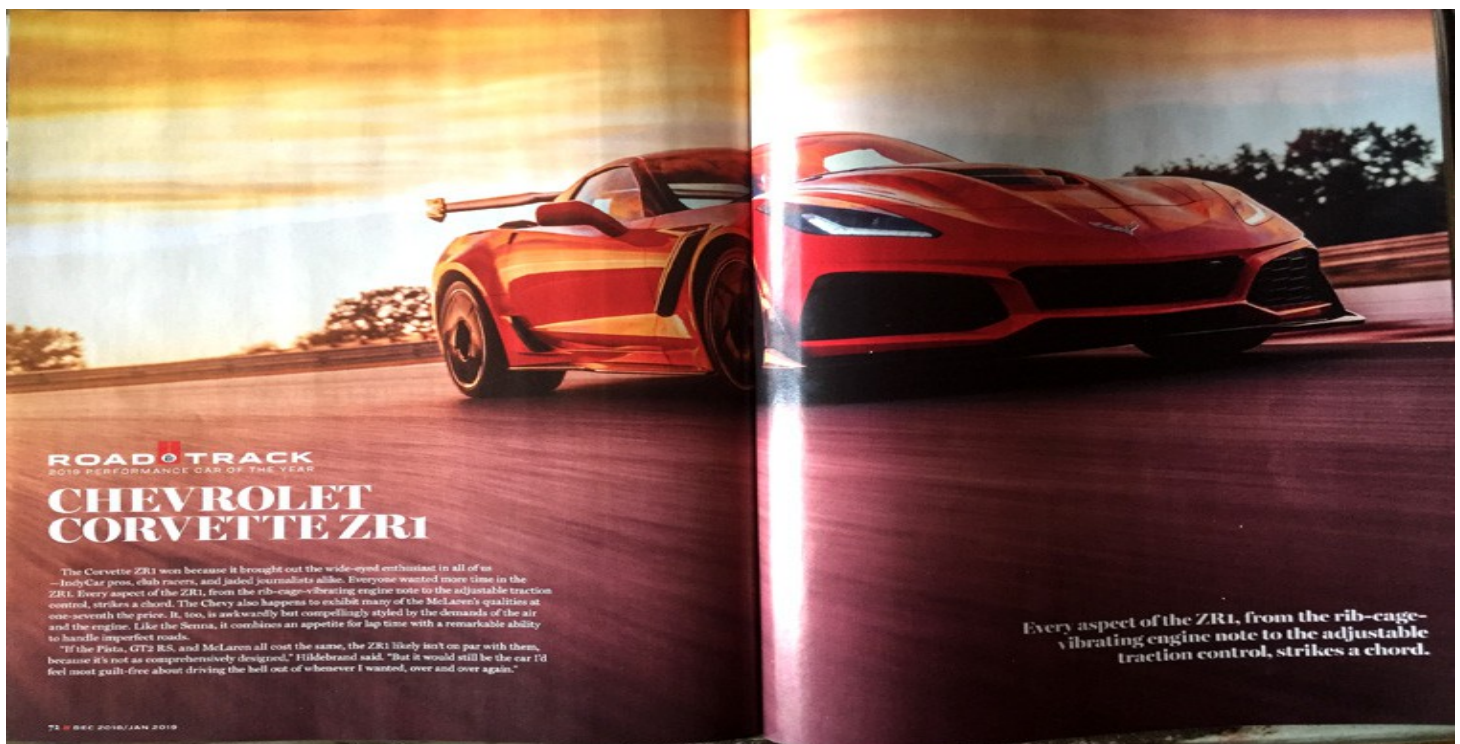 ROAD & TRACK
2019 PERFORMANCE CAR OF THE YEAR
CHEVROLET
CORVETTE ZR1
The Corvette ZR1 won because it brought out the wide-eyed enthusiast in all of us
—IndyCar pros, club racers, and jaded journalists alike. Everyone wanted more time in the
ZR1. Every aspect of the ZR1, from the rib-cage-vibrating engine note to the adjustable traction
control, strikes a chord. The Chevy also happens to exhibit many of the McLaren's qualities at
one-seventh the price. It, too, is awkwardly but compellingly styled by the demands of the air
and the engine. Like the Senna, it combines an appetite for lap time with a remarkable ability
to handle imperfect roads.
"If the Pista, GT2 RS, and McLaren all cost the same, the ZR1 likely isn't on par with them,
because it's not as comprehensively designed," Hildebrand said. "But it would still be the car I'd
feel most guilt-free about driving the hell out of whenever I wanted, over and over again."
72 DEC 2018/JAN 2019
Every aspect of the ZR1, from the rib-cage-
vibrating engine note to the adjustable
traction control, strikes a chord.